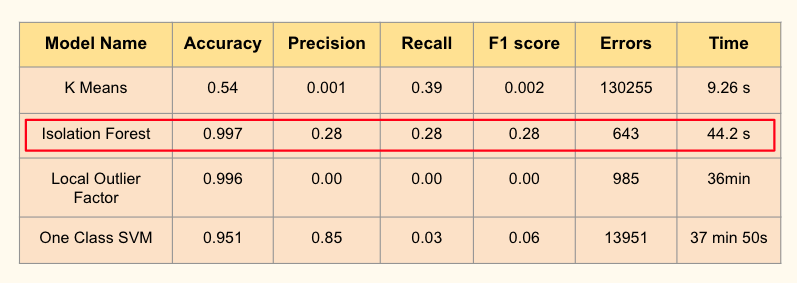 Model Name Accuracy Precision Recall F1 score Errors Time
K Means 0.54 0.001 0.39 0.002 130255 9.26 s
Isolation Forest 0.997 0.28 0.28 0.28 643 44.2 s
Local Outlier Factor 0.996 0.00 0.00 0.00 985 36min
One Class SVM 0.951 0.85 0.03 0.06 13951 37 min 50s